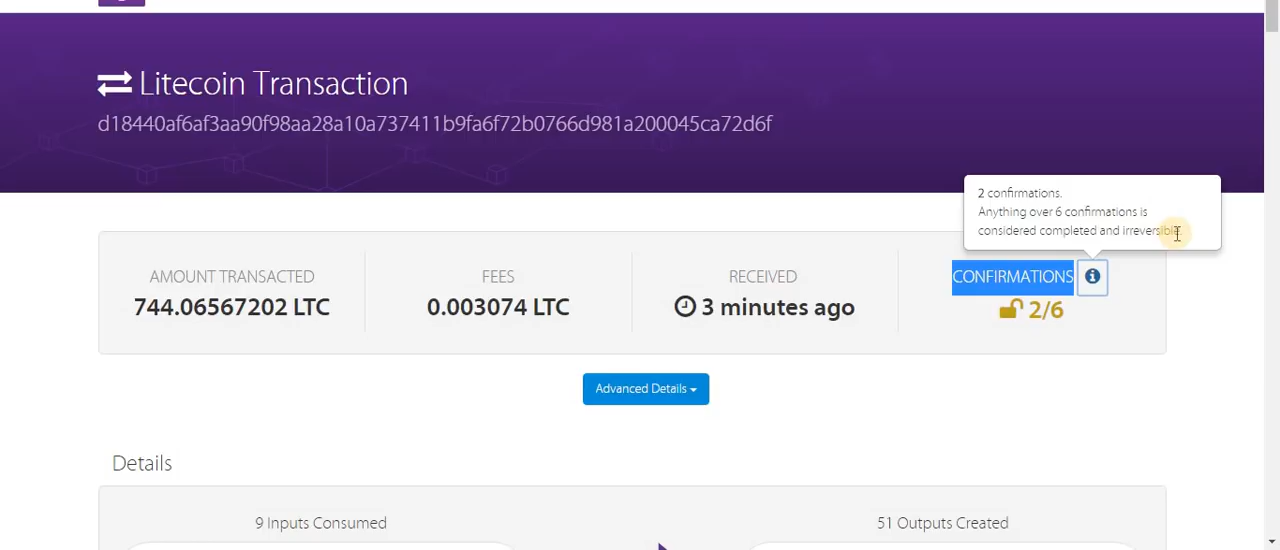 Litecoin Transaction
d18440af6af3aa90f98aa28a10a737411b9fa6f72b0766d981a200045ca72d6f
2 confirmations.
Anything over 6 confirmations is
considered completed and irreversible.
AMOUNT TRANSACTED
744.06567202 LTC
FEES
0.003074 LTC
RECEIVED
3 minutes ago
CONFIRMATIONS
2/6
Advanced Details
Details
9 Inputs Consumed
51 Outputs Created